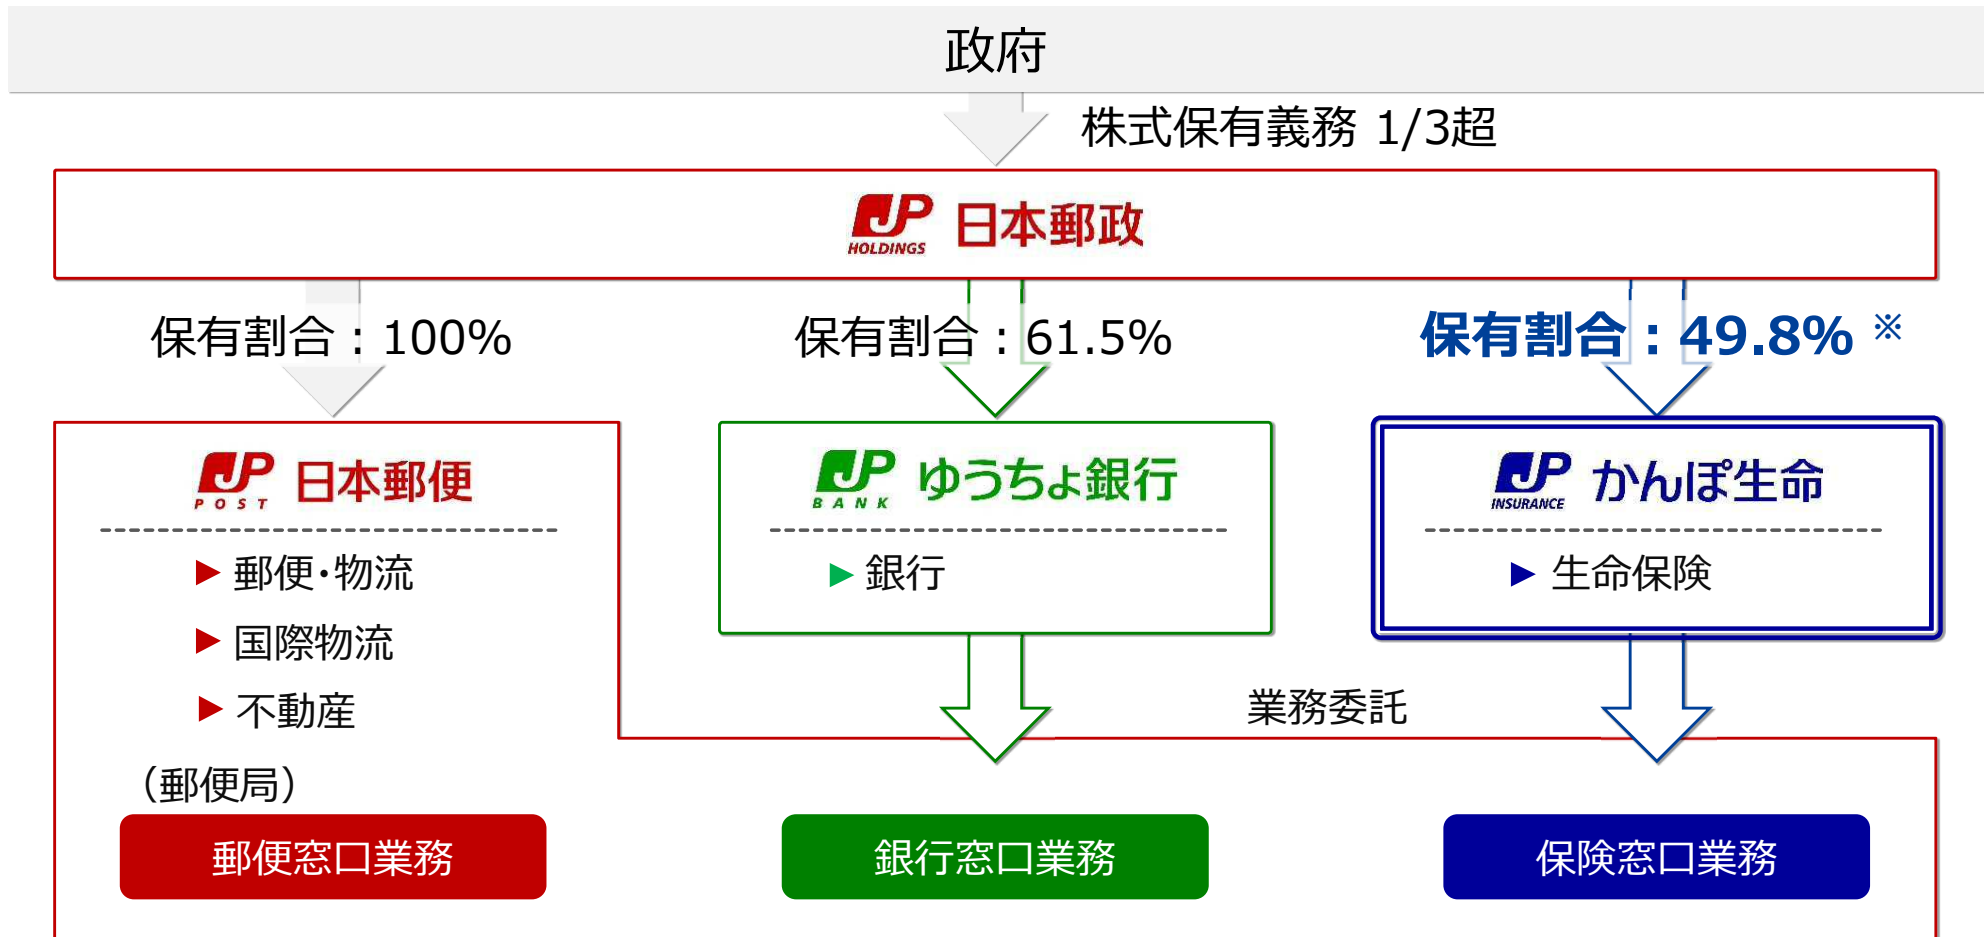 政府
株式保有義務 1/3超
JP HOLDINGS 日本郵政
保有割合：100%
保有割合：61.5%
保有割合：49.8% ※
JP POST 日本郵便
JP BANK ゆうちょ銀行
JP INSURANCE かんぽ生命
▶ 郵便・物流
▶ 銀行
▶ 生命保険
▶ 国際物流
▶ 不動産
業務委託
（郵便局）
郵便窓口業務
銀行窓口業務
保険窓口業務